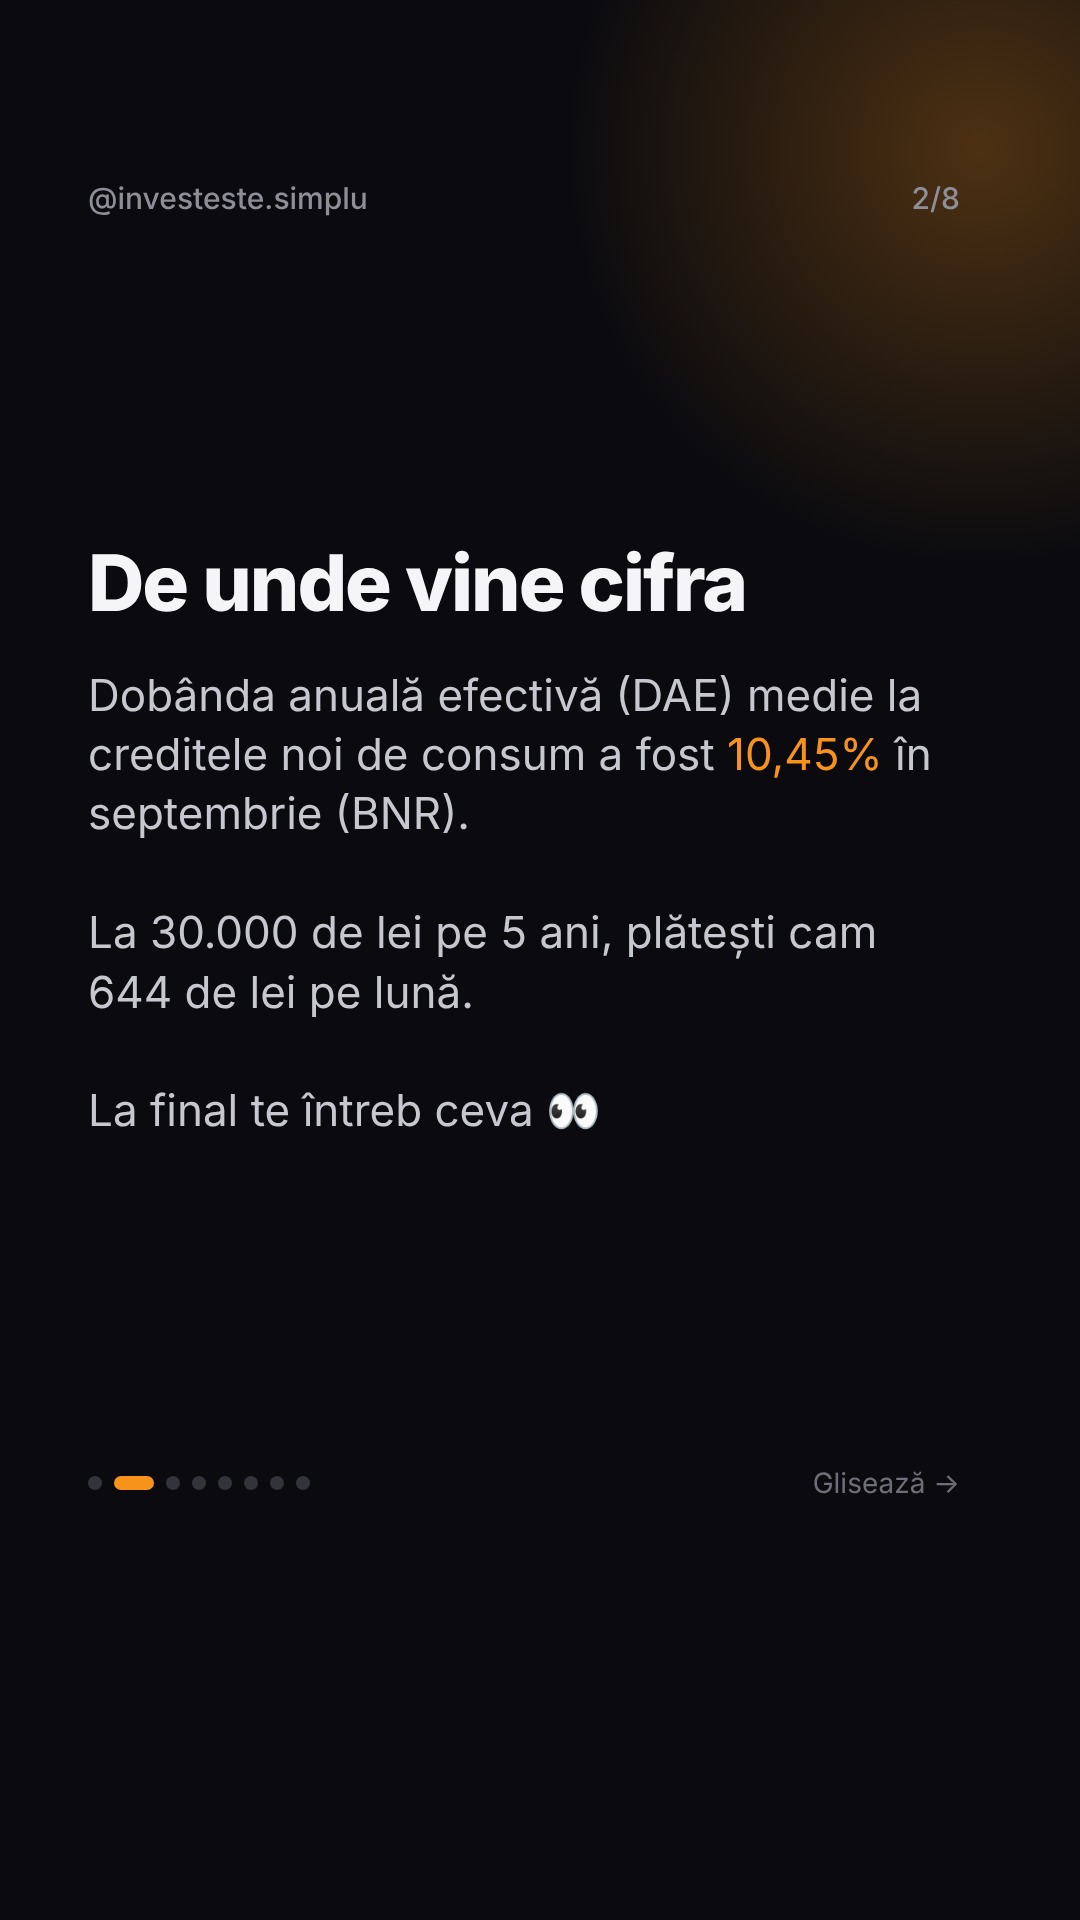 @investeste.simplu
2/8
De unde vine cifra
Dobânda anuală efectivă (DAE) medie la
creditele noi de consum a fost 10,45% în
septembrie (BNR).
La 30.000 de lei pe 5 ani, plătești cam
644 de lei pe lună.
La final te întreb ceva 👀
Glisează →